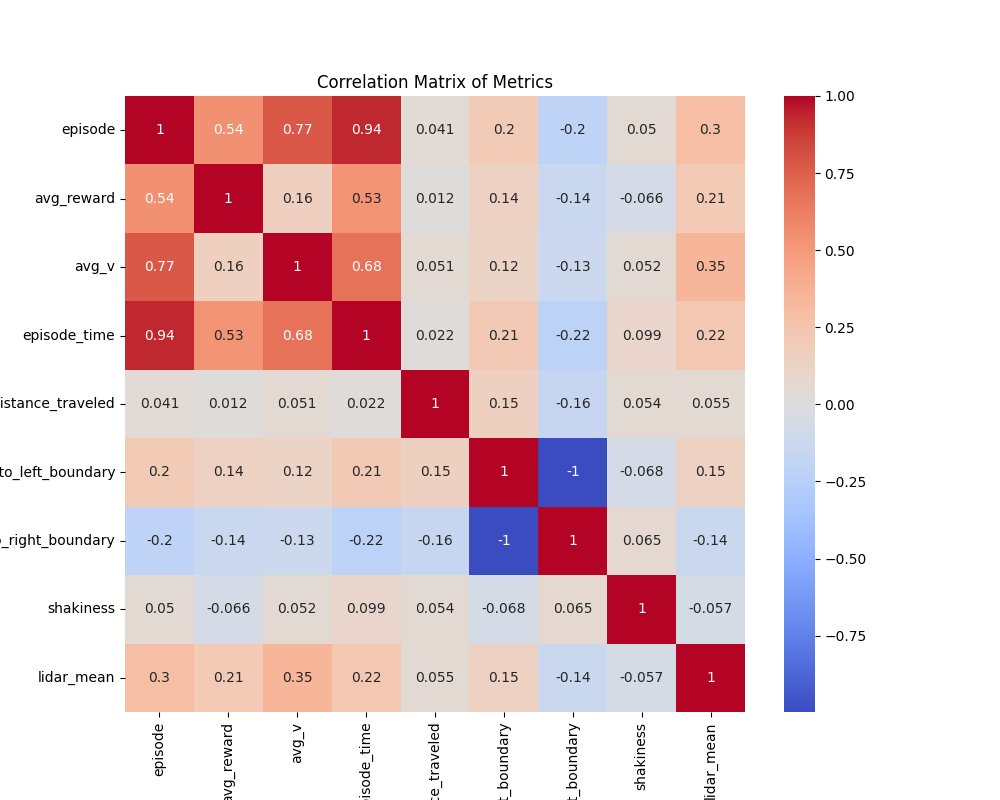 Correlation Matrix of Metrics
episode 1 0.54 0.77 0.94 0.041 0.2 -0.2 0.05 0.3
avg_reward 0.54 1 0.16 0.53 0.012 0.14 -0.14 -0.066 0.21
avg_v 0.77 0.16 1 0.68 0.051 0.12 -0.13 0.052 0.35
episode_time 0.94 0.53 0.68 1 0.022 0.21 -0.22 0.099 0.22
istance_traveled 0.041 0.012 0.051 0.022 1 0.15 -0.16 0.054 0.055
to_left_boundary 0.2 0.14 0.12 0.21 0.15 1 -1 -0.068 0.15
o_right_boundary -0.2 -0.14 -0.13 -0.22 -0.16 -1 1 0.065 -0.14
shakiness 0.05 -0.066 0.052 0.099 0.054 -0.068 0.065 1 -0.057
lidar_mean 0.3 0.21 0.35 0.22 0.055 0.15 -0.14 -0.057 1
episode
avg_reward
avg_v
isode_time
ce_traveled
t_boundary
t_boundary
shakiness
lidar_mean
1.00
0.75
0.50
0.25
0.00
−0.25
−0.50
−0.75